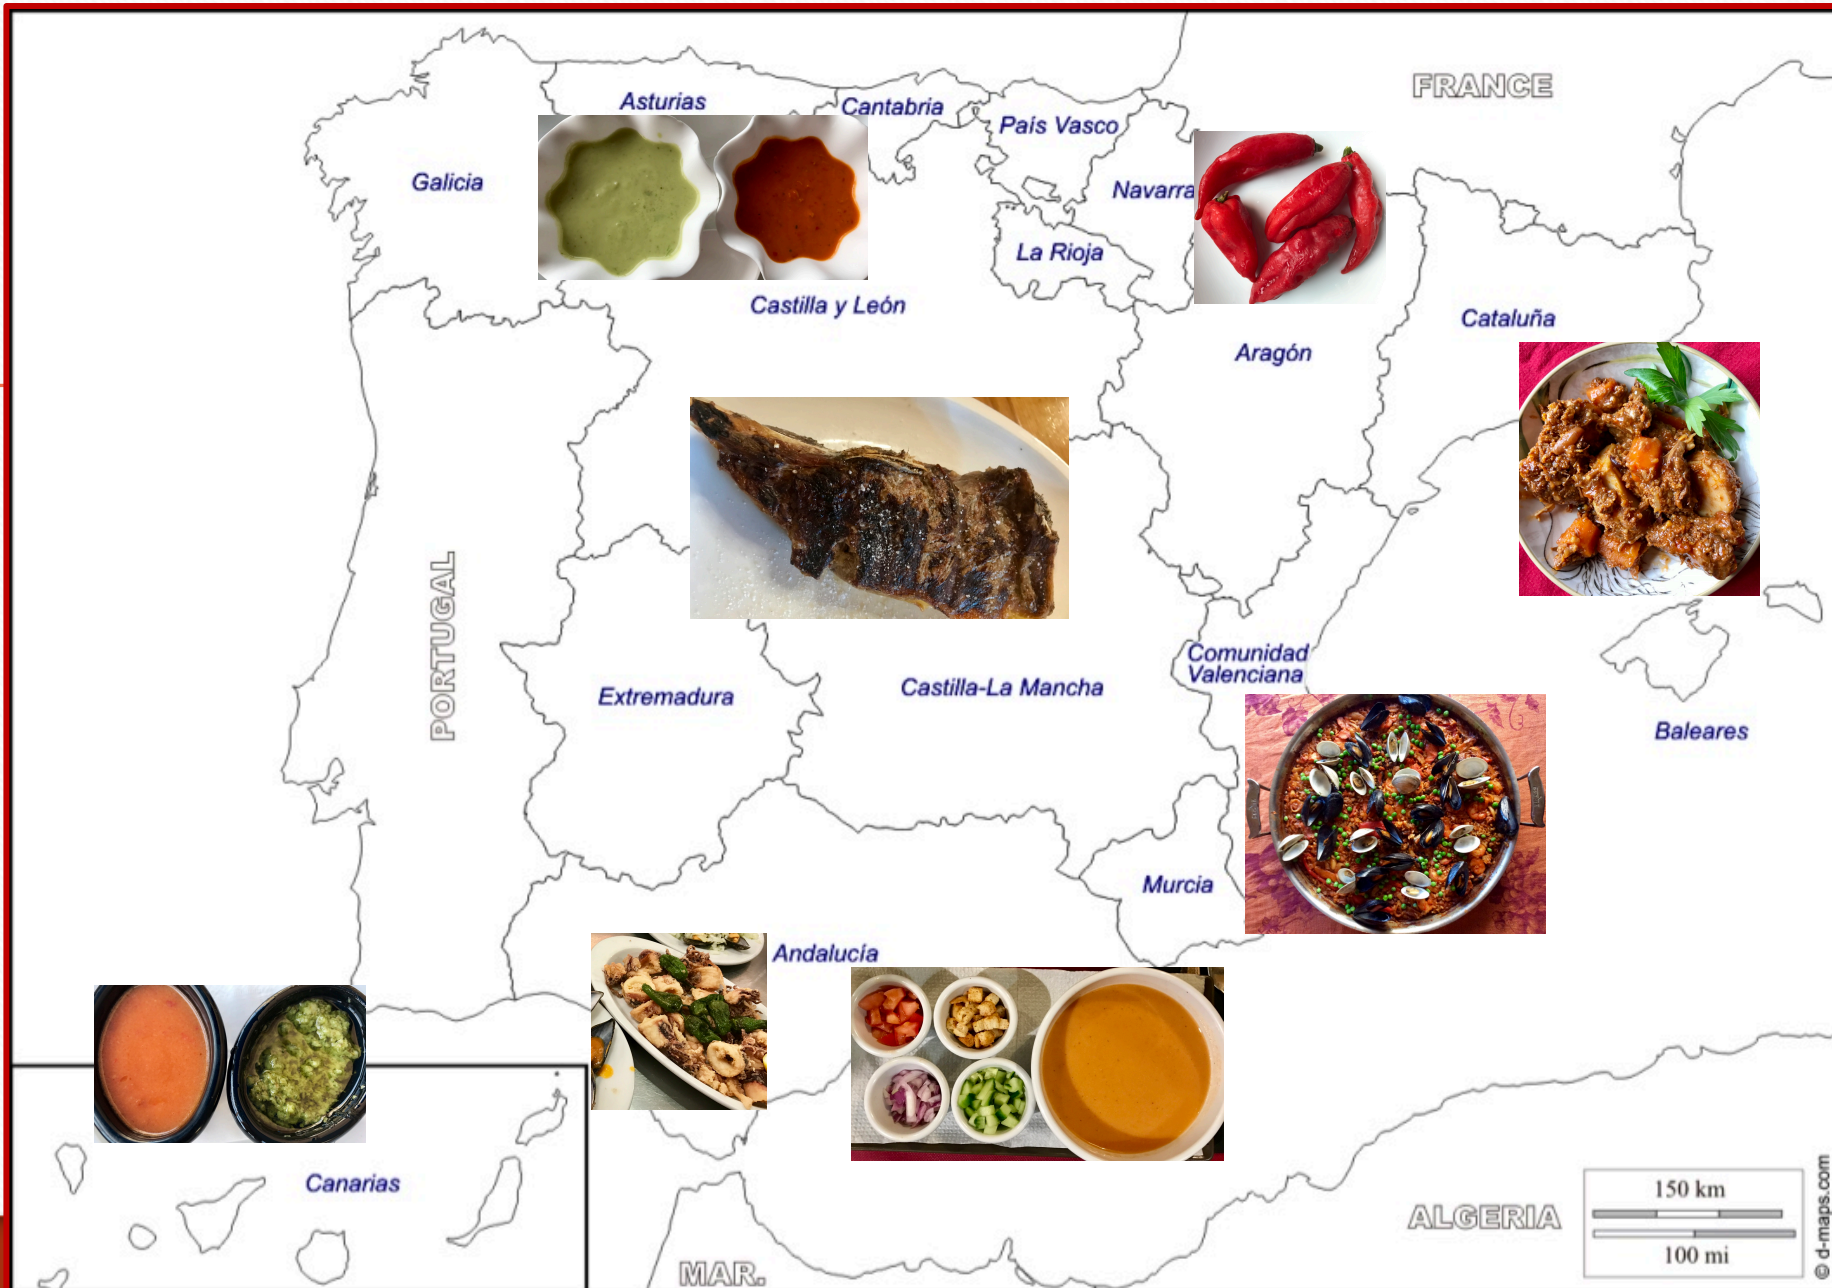 FRANCE
Asturias
Cantabria
País Vasco
Galicia
Navarra
La Rioja
Castilla y León
Cataluña
Aragón
PORTUGAL
Comunidad
Valenciana
Extremadura
Castilla-La Mancha
Baleares
Murcia
Andalucía
Canarias
ALGERIA
MAR.
150 km
100 mi
© d-maps.com